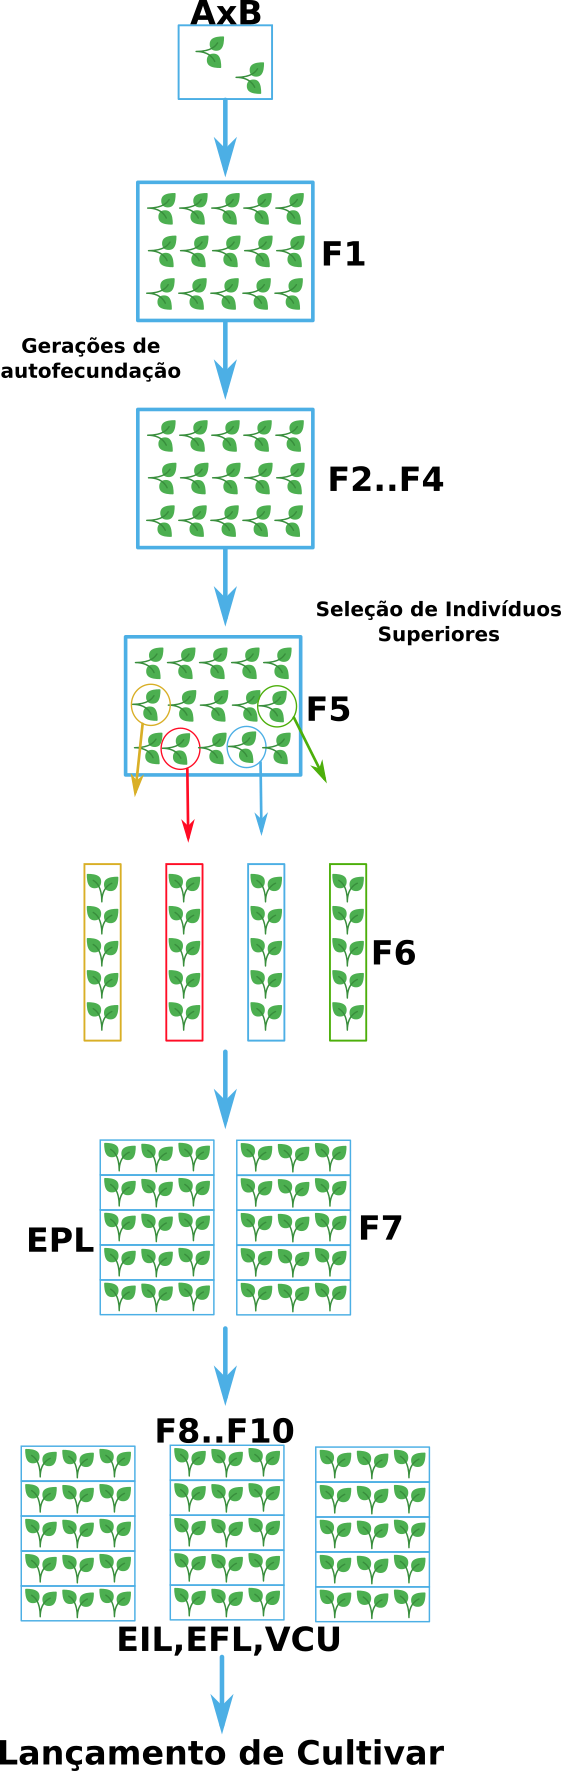 AxB
F1
Gerações de
autofecundação
F2..F4
Seleção de Indivíduos
Superiores
F5
F6
F7
EPL
F8..F10
EIL,EFL,VCU
Lançamento de Cultivar